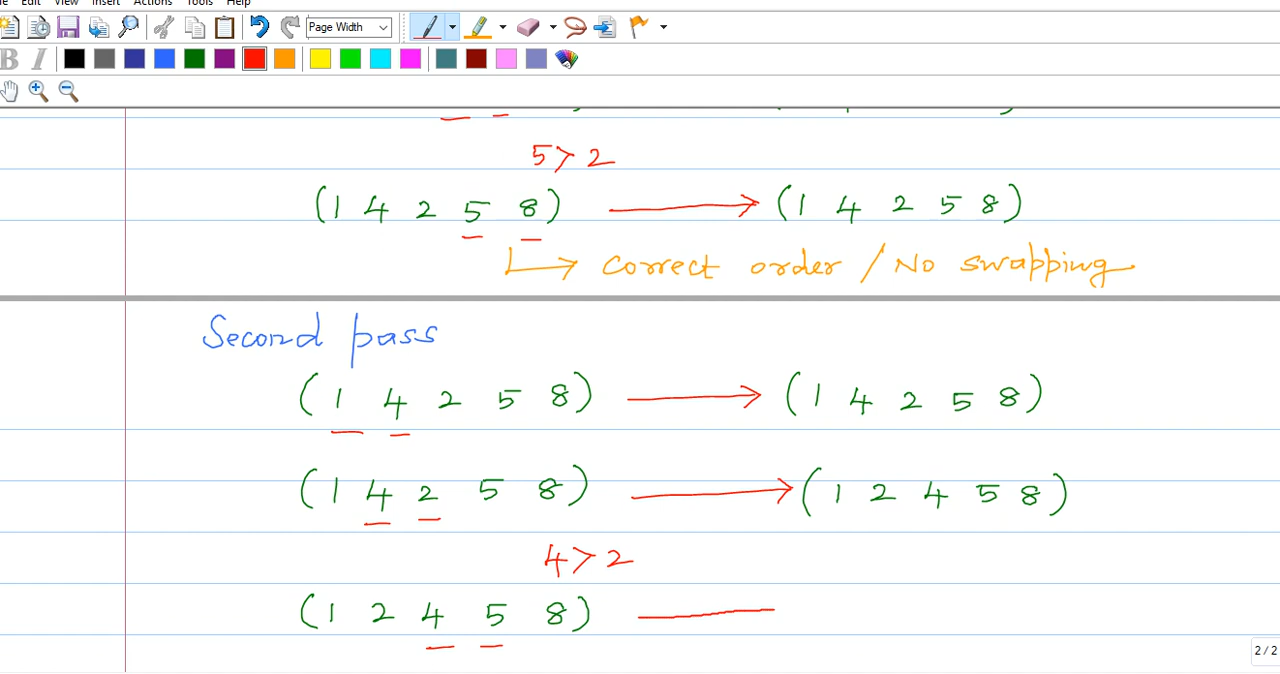 Edit View Insert Actions Tools Help
Page Width
B I
5 > 2
(1 4 2 5 8) → (1 4 2 5 8)
→ correct order / No swapping
Second pass
(1 4 2 5 8) → (1 4 2 5 8)
(1 4 2 5 8) → (1 2 4 5 8)
4 > 2
(1 2 4 5 8)
2 / 2